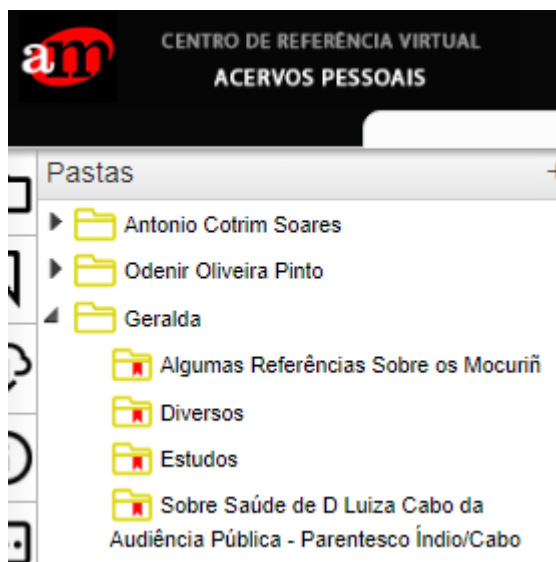 am
CENTRO DE REFERÊNCIA VIRTUAL
ACERVOS PESSOAIS
Pastas
Antonio Cotrim Soares
Odenir Oliveira Pinto
Geralda
Algumas Referências Sobre os Mocuriñ
Diversos
Estudos
Sobre Saúde de D Luiza Cabo da
Audiência Pública - Parentesco Índio/Cabo